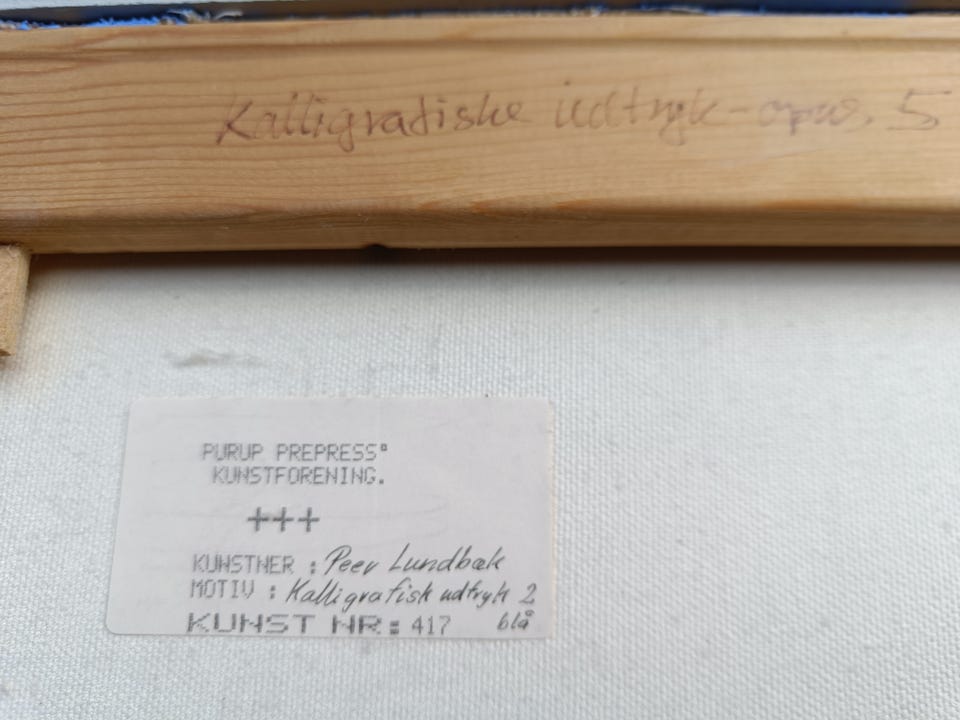 Kalligrafiske udtryk - opus. 5
PURUP PREPRESS°
KUNSTFORENING.
+++
KUNSTNER : Peer Lundbæk
MOTIV : Kalligrafisk udtryk 2
KUNST NR: 417 blå